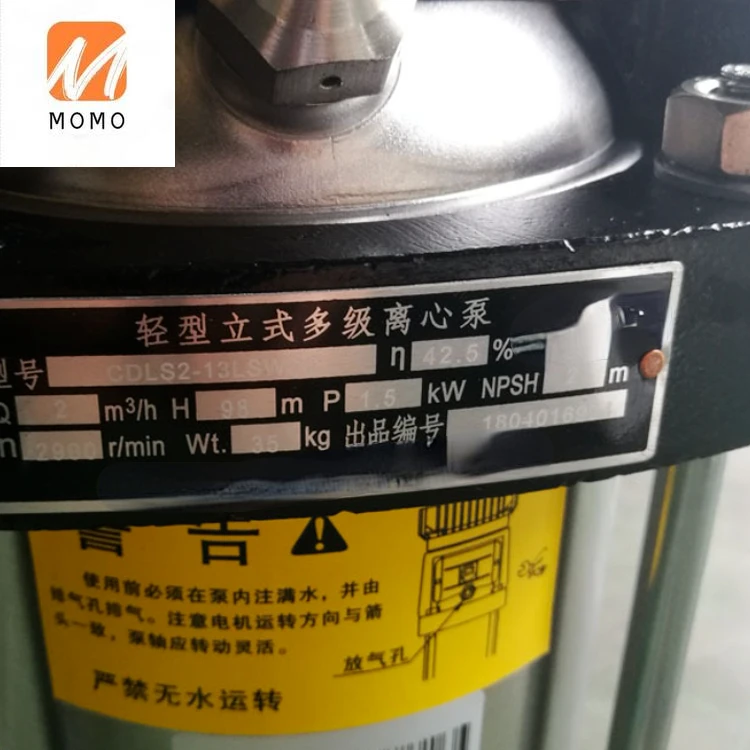 MOMO
轻型立式多级离心泵
型号 CDLS2-13LSW η 42.5 %
Q 2 m³/h H 98 m P 1.5 kW NPSH 2 m
n 2900 r/min Wt. 35 kg 出品编号 1804016
警告
使用前必须在泵内注满水，并由
排气孔排气。注意电机运转方向与箭
头一致，泵轴应转动灵活。
放气孔
严禁无水运转